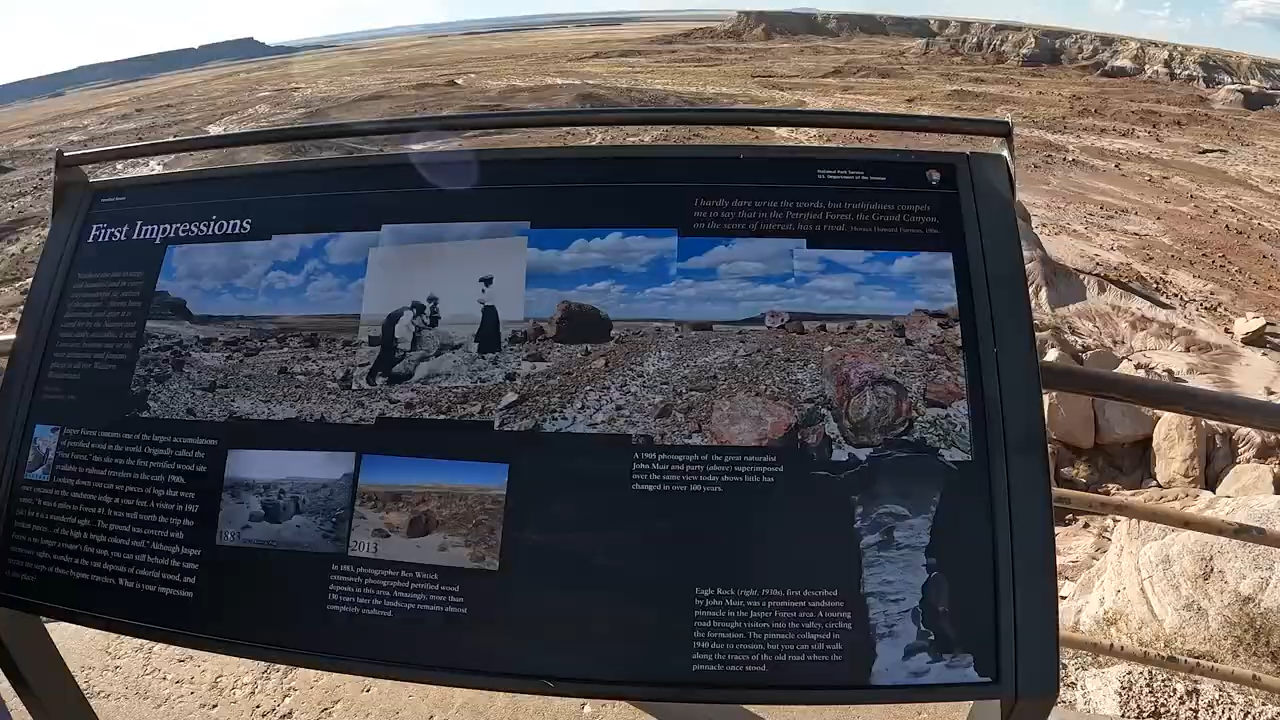 National Park Service
U.S. Department of the Interior
First Impressions
I hardly dare write the words, but truthfulness compels
me to say that in the Petrified Forest, the Grand Canyon,
on the score of interest, has a rival. Horace Howard Furness,
Jasper Forest contains one of the largest accumulations
of petrified wood in the world. Originally called the
"First Forest," this site was the first petrified wood site
available to railroad travelers in the early 1900s.
Looking down you can see pieces of logs that were
once encased in the sandstone ledge at your feet. A visitor in 1917
"It was 6 miles to Forest #1. It was well worth the trip tho
for it is a wonderful sight... The ground was covered with
broken pieces... of the high & bright colored stuff." Although Jasper
Forest is no longer a visitor's first stop, you can still behold the same
sights, wonder at the vast deposits of colorful wood, and
steps of those bygone travelers. What is your impression
1883
2013
In 1883, photographer Ben Wittick
extensively photographed petrified wood
deposits in this area. Amazingly, more than
130 years later the landscape remains almost
completely unaltered.
A 1905 photograph of the great naturalist
John Muir and party (above) superimposed
over the same view today shows little has
changed in over 100 years.
Eagle Rock (right, 1930s), first described
by John Muir, was a prominent sandstone
pinnacle in the Jasper Forest area. A touring
road brought visitors into the valley, circling
the formation. The pinnacle collapsed in
1940 due to erosion, but you can still walk
along the traces of the old road where the
pinnacle once stood.